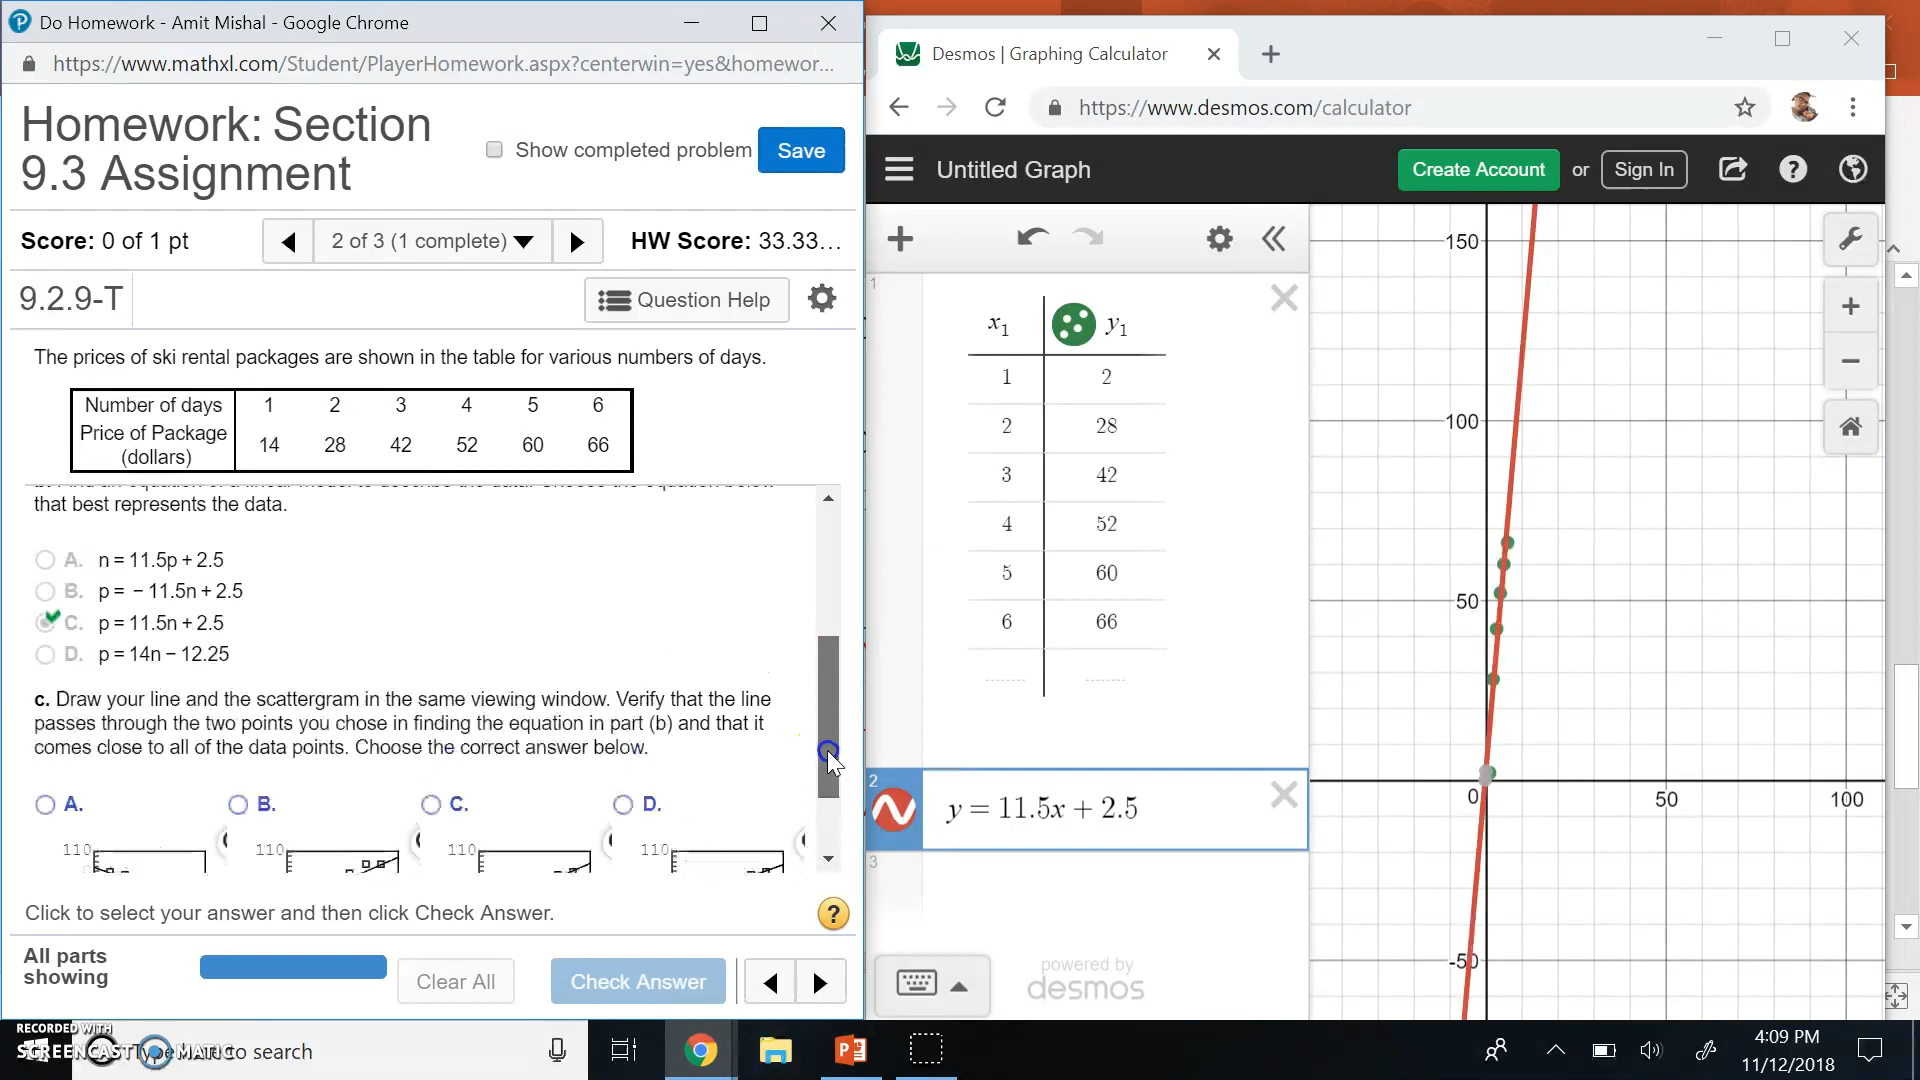 Do Homework - Amit Mishal - Google Chrome
https://www.mathxl.com/Student/PlayerHomework.aspx?centerwin=yes&homewor...
Homework: Section
9.3 Assignment
Show completed problem
Save
Score: 0 of 1 pt
2 of 3 (1 complete)
HW Score: 33.33...
9.2.9-T
Question Help
The prices of ski rental packages are shown in the table for various numbers of days.
Number of days 1 2 3 4 5 6
Price of Package
(dollars) 14 28 42 52 60 66
that best represents the data.
A. n = 11.5p + 2.5
B. p = − 11.5n + 2.5
C. p = 11.5n + 2.5
D. p = 14n − 12.25
c. Draw your line and the scattergram in the same viewing window. Verify that the line
passes through the two points you chose in finding the equation in part (b) and that it
comes close to all of the data points. Choose the correct answer below.
A. B. C. D.
110 110 110 110
Click to select your answer and then click Check Answer.
?
All parts
showing
Clear All
Check Answer
Desmos | Graphing Calculator
https://www.desmos.com/calculator
Untitled Graph
Create Account
or
Sign In
?
1
x1 y1
1 2
2 28
3 42
4 52
5 60
6 66
2
y = 11.5x + 2.5
3
powered by
desmos
150
100
50
0 50 100
-50
RECORDED WITH
SCREENCAST MATIC
to search
4:09 PM
11/12/2018